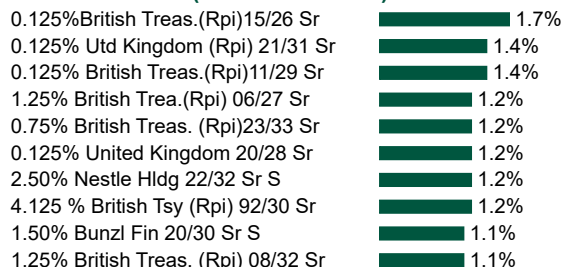 0.125%British Treas.(Rpi)15/26 Sr 1.7%
0.125% Utd Kingdom (Rpi) 21/31 Sr 1.4%
0.125% British Treas.(Rpi)11/29 Sr 1.4%
1.25% British Trea.(Rpi) 06/27 Sr 1.2%
0.75% British Treas. (Rpi)23/33 Sr 1.2%
0.125% United Kingdom 20/28 Sr 1.2%
2.50% Nestle Hldg 22/32 Sr S 1.2%
4.125 % British Tsy (Rpi) 92/30 Sr 1.2%
1.50% Bunzl Fin 20/30 Sr S 1.1%
1.25% British Treas. (Rpi) 08/32 Sr 1.1%